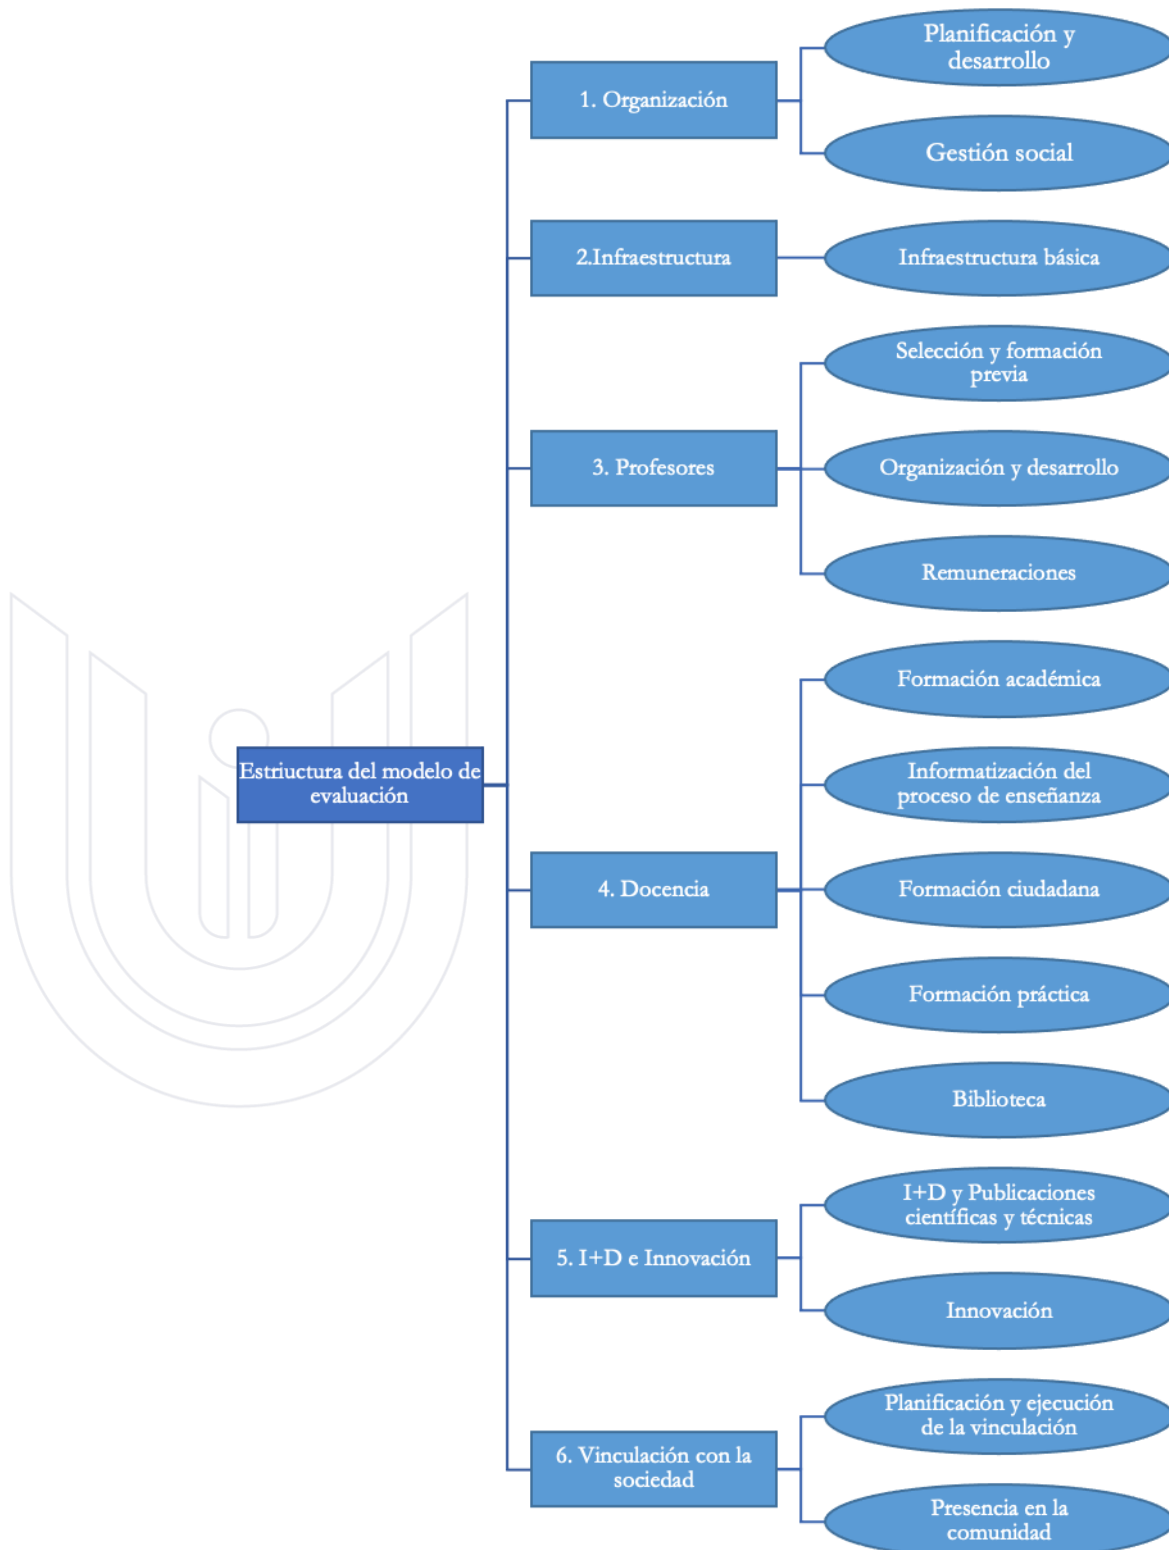 Estriuctura del modelo de
evaluación
1. Organización
Planificación y
desarrollo
Gestión social
2.Infraestructura
Infraestructura básica
3. Profesores
Selección y formación
previa
Organización y desarrollo
Remuneraciones
4. Docencia
Formación académica
Informatización del
proceso de enseñanza
Formación ciudadana
Formación práctica
Biblioteca
5. I+D e Innovación
I+D y Publicaciones
científicas y técnicas
Innovación
6. Vinculación con la
sociedad
Planificación y ejecución
de la vinculación
Presencia en la
comunidad